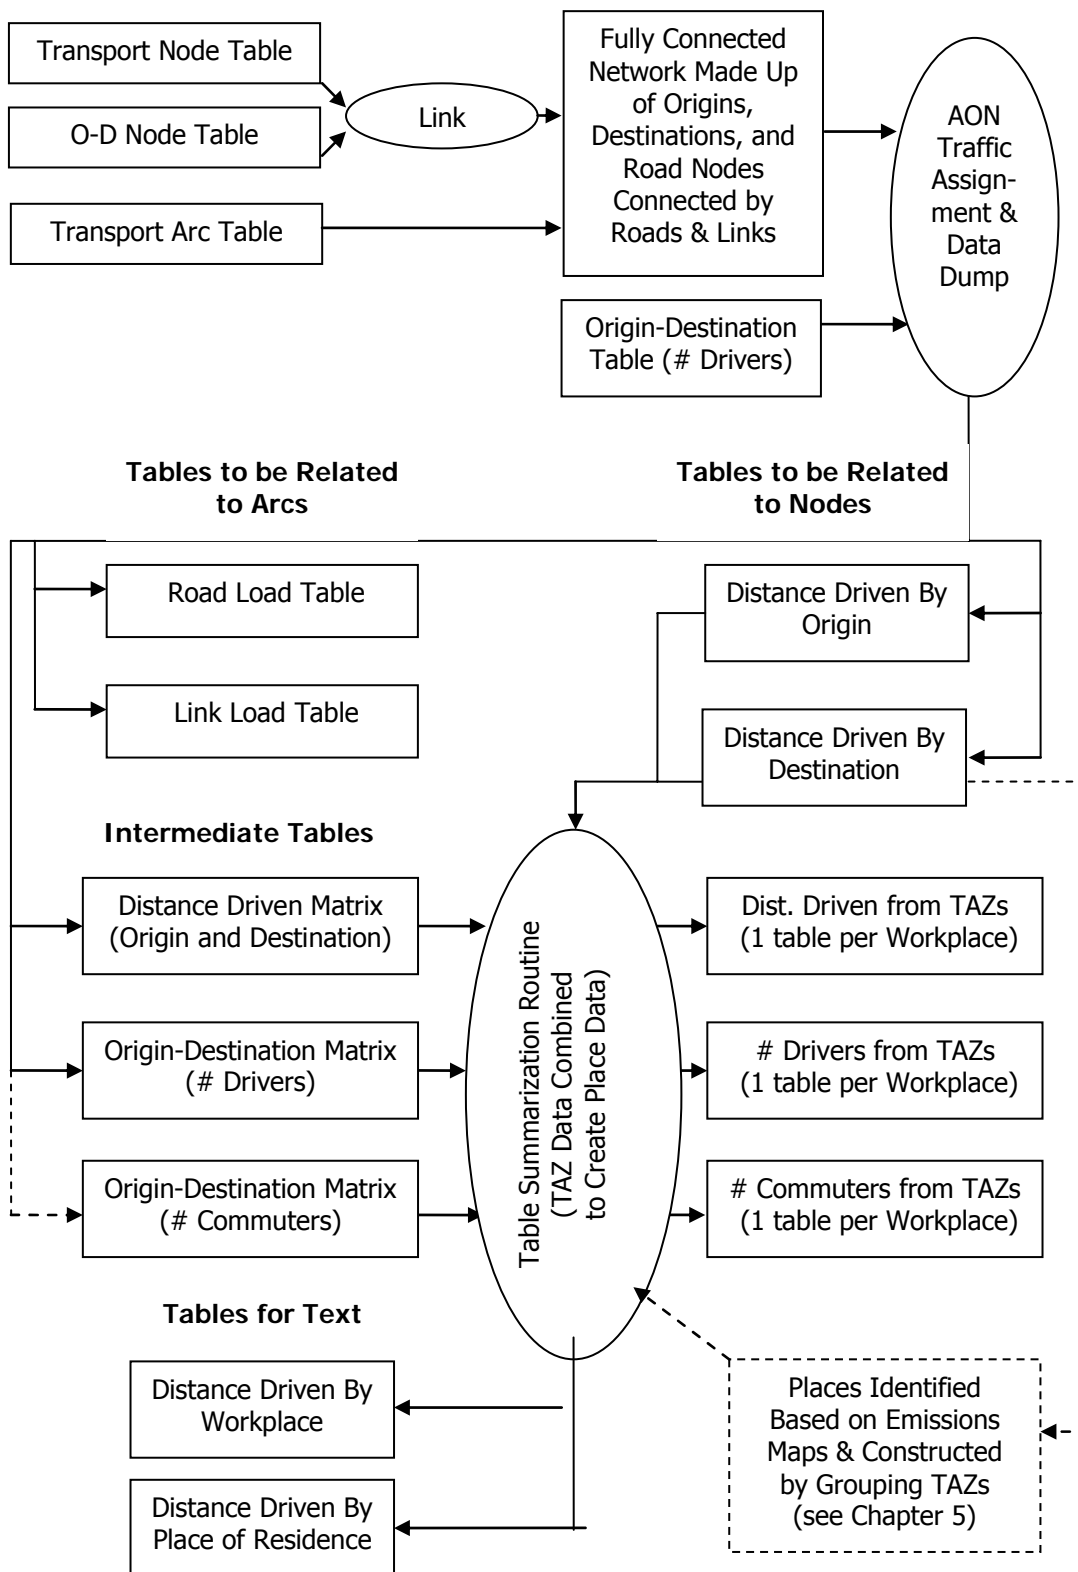 Transport Node Table
O-D Node Table
Transport Arc Table
Link
Fully Connected
Network Made Up
of Origins,
Destinations, and
Road Nodes
Connected by
Roads & Links
Origin-Destination
Table (# Drivers)
AON
Traffic
Assign-
ment &
Data
Dump
Tables to be Related
to Arcs
Tables to be Related
to Nodes
Road Load Table
Link Load Table
Distance Driven By
Origin
Distance Driven By
Destination
Intermediate Tables
Distance Driven Matrix
(Origin and Destination)
Origin-Destination Matrix
(# Drivers)
Origin-Destination Matrix
(# Commuters)
Table Summarization Routine
(TAZ Data Combined
to Create Place Data)
Dist. Driven from TAZs
(1 table per Workplace)
# Drivers from TAZs
(1 table per Workplace)
# Commuters from TAZs
(1 table per Workplace)
Tables for Text
Distance Driven By
Workplace
Distance Driven By
Place of Residence
Places Identified
Based on Emissions
Maps & Constructed
by Grouping TAZs
(see Chapter 5)